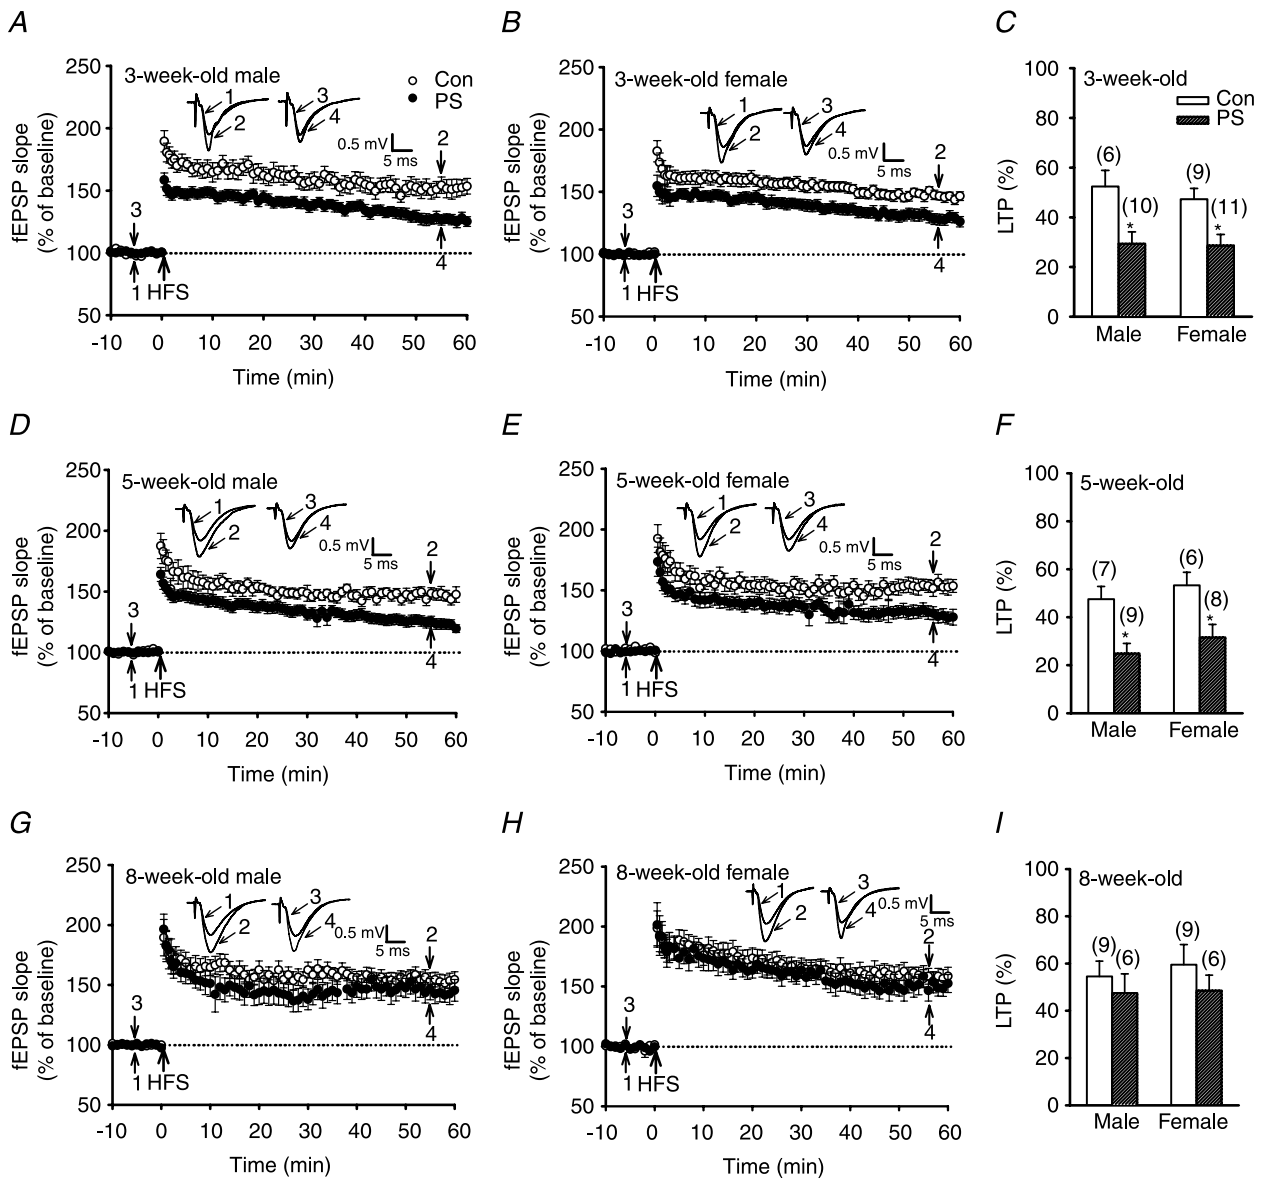 A
250
200
150
100
50
fEPSP slope
(% of baseline)
3-week-old male
Con
PS
1
2
3
4
0.5 mV
5 ms
2
3
4
1 HFS
-10 0 10 20 30 40 50 60
Time (min)
B
250
200
150
100
50
fEPSP slope
(% of baseline)
3-week-old female
1
2
3
4
0.5 mV
5 ms
2
3
4
1 HFS
-10 0 10 20 30 40 50 60
Time (min)
C
100
80
60
40
20
0
LTP (%)
3-week-old
Con
PS
(6)
(10)
*
(9)
(11)
*
Male Female
D
250
200
150
100
50
fEPSP slope
(% of baseline)
5-week-old male
1
2
3
4
0.5 mV
5 ms
2
3
4
1 HFS
-10 0 10 20 30 40 50 60
Time (min)
E
250
200
150
100
50
fEPSP slope
(% of baseline)
5-week-old female
1
2
3
4
0.5 mV
5 ms
2
3
4
1 HFS
-10 0 10 20 30 40 50 60
Time (min)
F
100
80
60
40
20
0
LTP (%)
5-week-old
(7)
(9)
*
(6)
(8)
*
Male Female
G
250
200
150
100
50
fEPSP slope
(% of baseline)
8-week-old male
1
2
3
4
0.5 mV
5 ms
2
3
4
1 HFS
-10 0 10 20 30 40 50 60
Time (min)
H
250
200
150
100
50
fEPSP slope
(% of baseline)
8-week-old female
1
2
3
4
0.5 mV
5 ms
2
3
4
1 HFS
-10 0 10 20 30 40 50 60
Time (min)
I
100
80
60
40
20
0
LTP (%)
8-week-old
(9)
(6)
(9)
(6)
Male Female